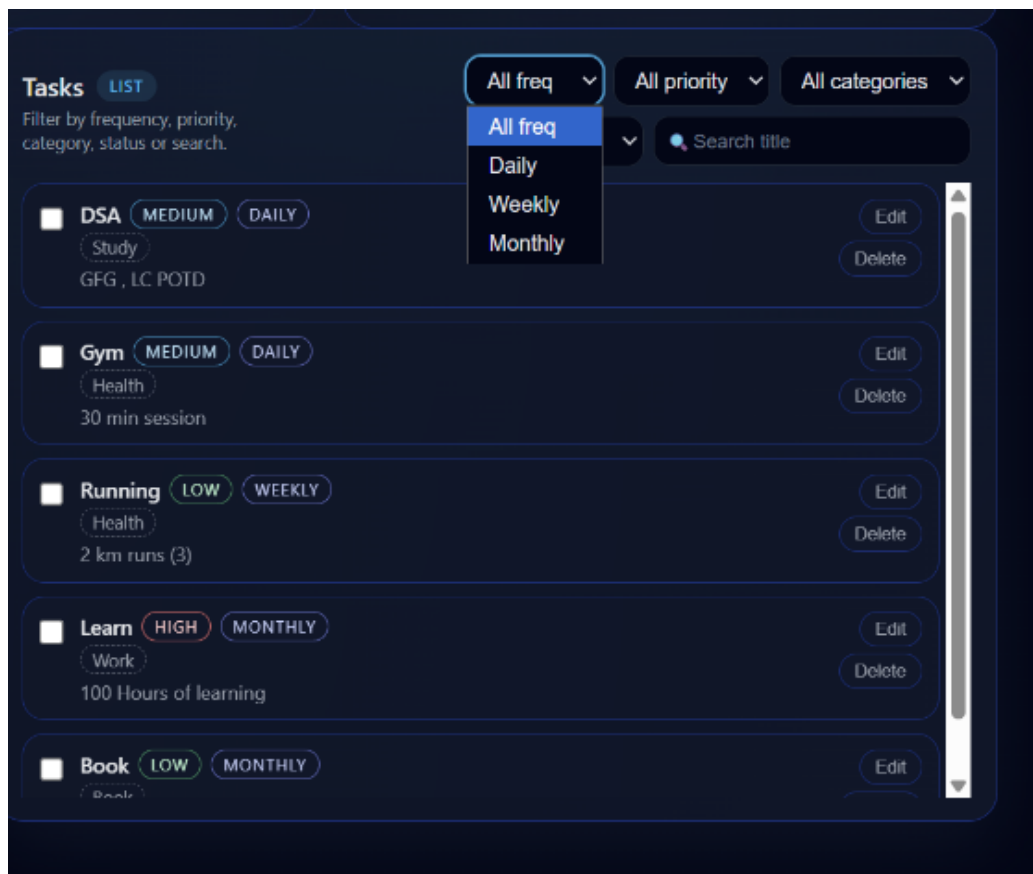 Tasks LIST
Filter by frequency, priority,
category, status or search.
All freq All priority All categories
All freq
Daily
Weekly
Monthly
Search title
DSA MEDIUM DAILY
Study
GFG , LC POTD
Edit
Delete
Gym MEDIUM DAILY
Health
30 min session
Edit
Delete
Running LOW WEEKLY
Health
2 km runs (3)
Edit
Delete
Learn HIGH MONTHLY
Work
100 Hours of learning
Edit
Delete
Book LOW MONTHLY
Book
Edit